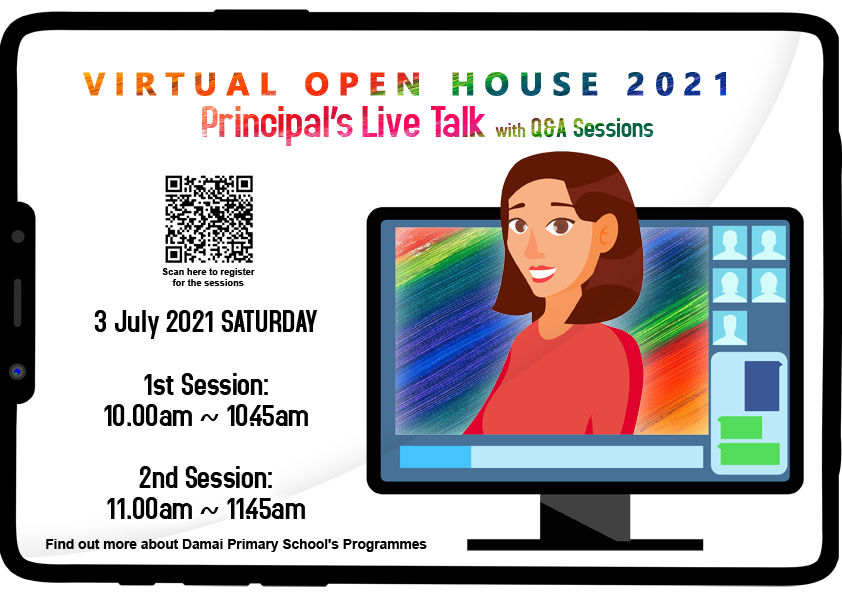 VIRTUAL OPEN HOUSE 2021
Principal's Live Talk with Q&A Sessions
Scan here to register
for the sessions
3 July 2021 SATURDAY
1st Session:
10.00am ~ 10.45am
2nd Session:
11.00am ~ 11.45am
Find out more about Damai Primary School's Programmes